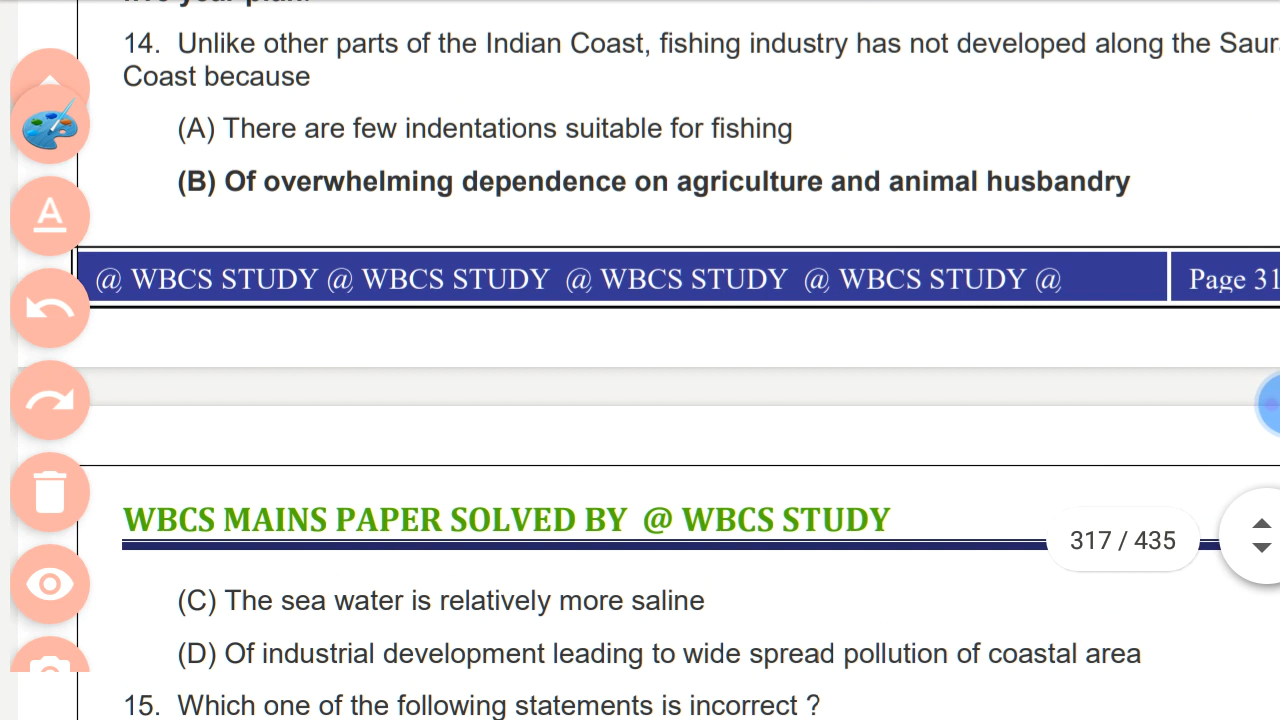 14. Unlike other parts of the Indian Coast, fishing industry has not developed along the
Coast because
(A) There are few indentations suitable for fishing
(B) Of overwhelming dependence on agriculture and animal husbandry
@ WBCS STUDY @ WBCS STUDY @ WBCS STUDY @ WBCS STUDY @
Page 31
WBCS MAINS PAPER SOLVED BY @ WBCS STUDY
317 / 435
(C) The sea water is relatively more saline
(D) Of industrial development leading to wide spread pollution of coastal area
15. Which one of the following statements is incorrect ?